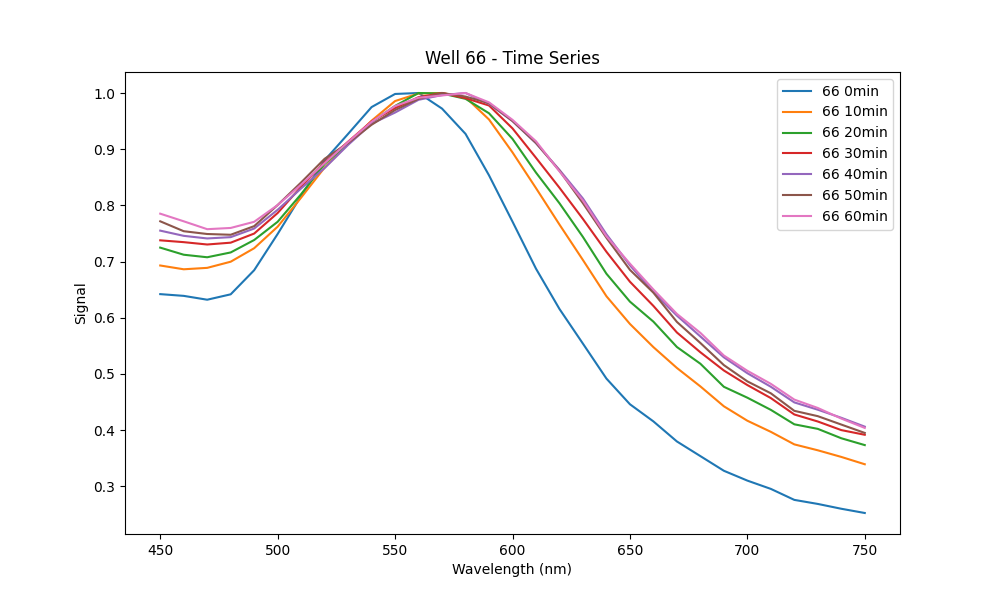 Well 66 - Time Series
Signal
1.0
0.9
0.8
0.7
0.6
0.5
0.4
0.3
66 0min
66 10min
66 20min
66 30min
66 40min
66 50min
66 60min
450 500 550 600 650 700 750
Wavelength (nm)